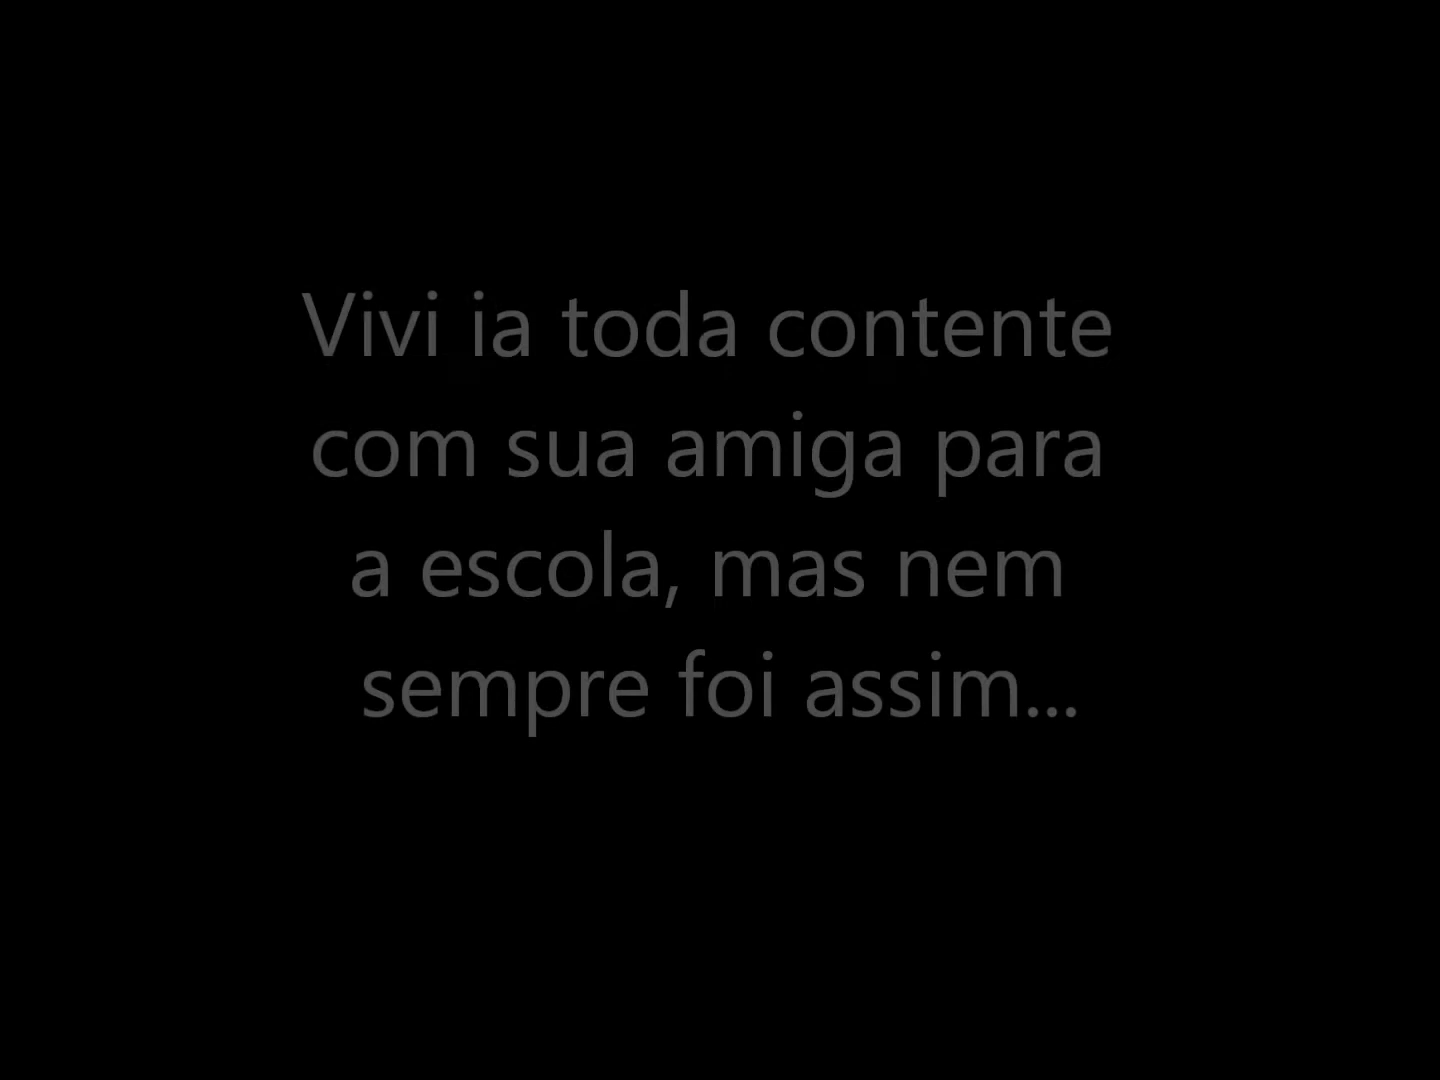 Vivi ia toda contente
com sua amiga para
a escola, mas nem
sempre foi assim...